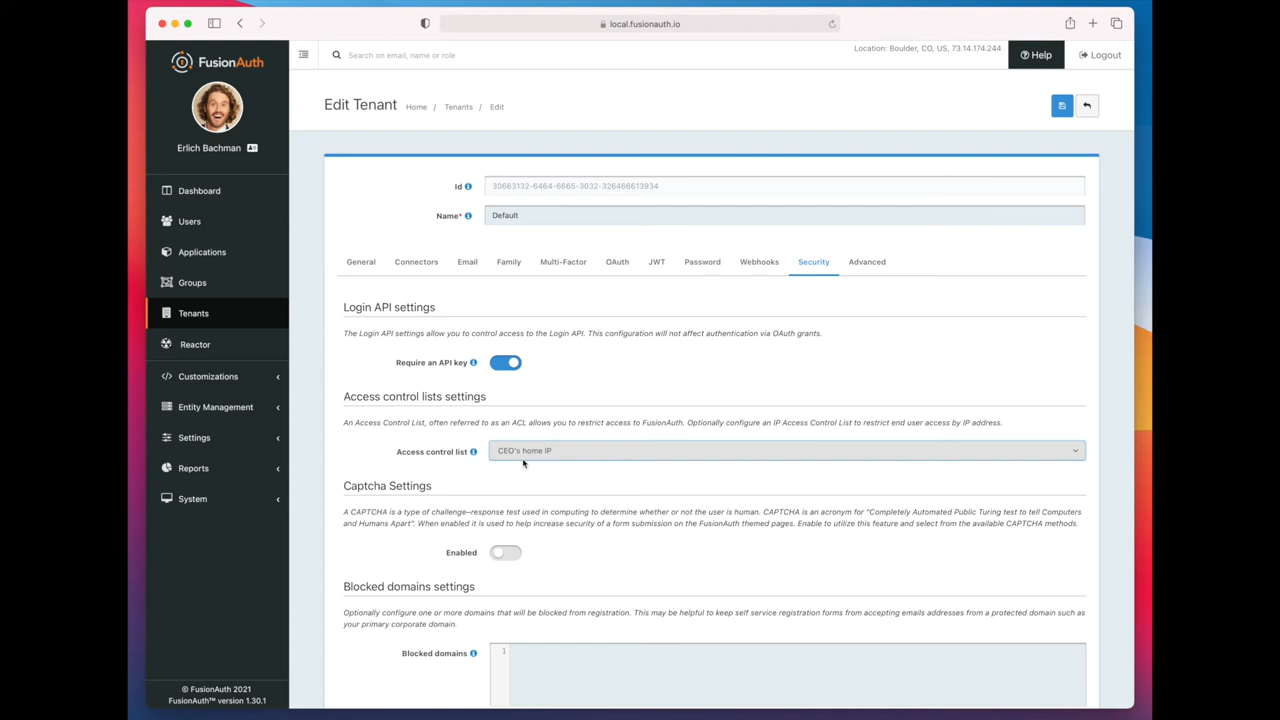 local.fusionauth.io
FusionAuth
Search on email, name or role
Location: Boulder, CO, US, 73.14.174.244
Help
Logout
Erlich Bachman
Dashboard
Users
Applications
Groups
Tenants
Reactor
Customizations
Entity Management
Settings
Reports
System
© FusionAuth 2021
FusionAuth™ version 1.30.1
Edit Tenant
Home / Tenants / Edit
Id
30663132-6464-6665-3032-326466613934
Name*
Default
General
Connectors
Email
Family
Multi-Factor
OAuth
JWT
Password
Webhooks
Security
Advanced
Login API settings
The Login API settings allow you to control access to the Login API. This configuration will not affect authentication via OAuth grants.
Require an API key
Access control lists settings
An Access Control List, often referred to as an ACL allows you to restrict access to FusionAuth. Optionally configure an IP Access Control List to restrict end user access by IP address.
Access control list
CEO's home IP
Captcha Settings
A CAPTCHA is a type of challenge–response test used in computing to determine whether or not the user is human. CAPTCHA is an acronym for "Completely Automated Public Turing test to tell Computers
and Humans Apart". When enabled it is used to help increase security of a form submission on the FusionAuth themed pages. Enable to utilize this feature and select from the available CAPTCHA methods.
Enabled
Blocked domains settings
Optionally configure one or more domains that will be blocked from registration. This may be helpful to keep self service registration forms from accepting emails addresses from a protected domain such as
your primary corporate domain.
Blocked domains
1